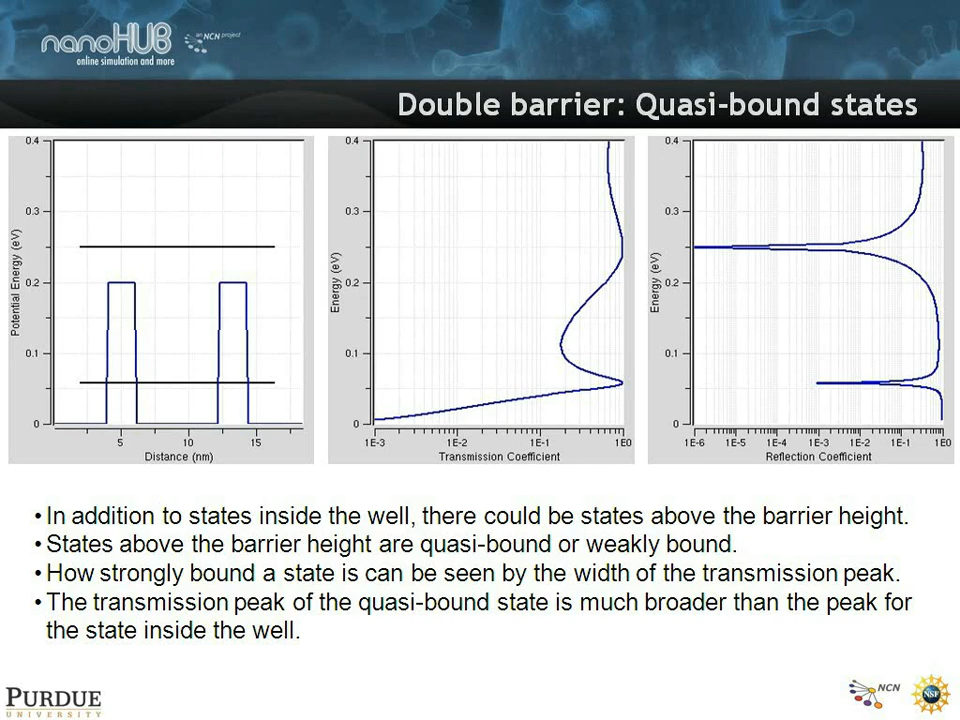 nanoHUB
an NCN project
online simulation and more
Double barrier: Quasi-bound states
0.4
0.3
0.2
0.1
0
Potential Energy (eV)
5
10
15
Distance (nm)
0.4
0.3
0.2
0.1
0
Energy (eV)
1E-3
1E-2
1E-1
1E0
Transmission Coefficient
0.4
0.3
0.2
0.1
0
Energy (eV)
1E-6
1E-5
1E-4
1E-3
1E-2
1E-1
1E0
Reflection Coefficient
• In addition to states inside the well, there could be states above the barrier height.
• States above the barrier height are quasi-bound or weakly bound.
• How strongly bound a state is can be seen by the width of the transmission peak.
• The transmission peak of the quasi-bound state is much broader than the peak for
the state inside the well.
PURDUE
UNIVERSITY
NCN
NSF